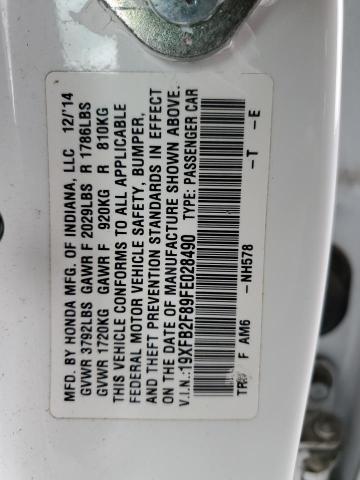 MFD. BY HONDA MFG. OF INDIANA, LLC 12/'14
GVWR 3792LBS GAWR F 2029LBS R 1786LBS
GVWR 1720KG GAWR F 920KG R 810KG
THIS VEHICLE CONFORMS TO ALL APPLICABLE
FEDERAL MOTOR VEHICLE SAFETY, BUMPER,
AND THEFT PREVENTION STANDARDS IN EFFECT
ON THE DATE OF MANUFACTURE SHOWN ABOVE.
V.I.N.: 19XFB2F89FE028490 TYPE: PASSENGER CAR
F AM6 -NH578 -T -E